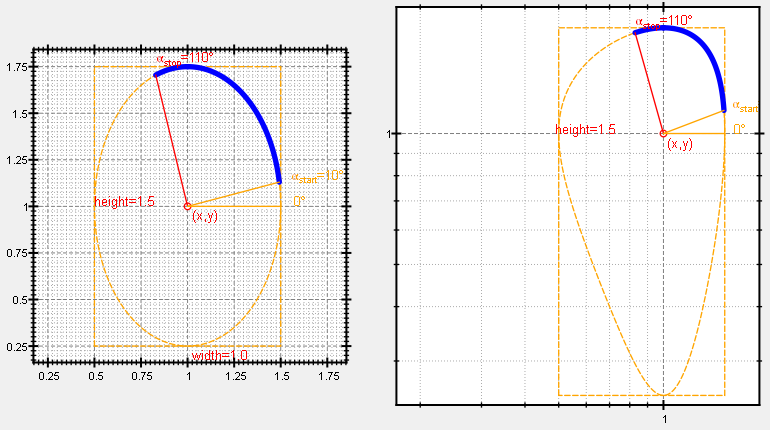 α_stop=110°
1.75
1.5
1.25
α_start=10°
height=1.5
0°
1
(x,y)
0.75
0.5
0.25
width=1.0
0.25
0.5
0.75
1
1.25
1.5
1.75
α_stop=110°
α_start
height=1.5
0°
1
(x,y)
1